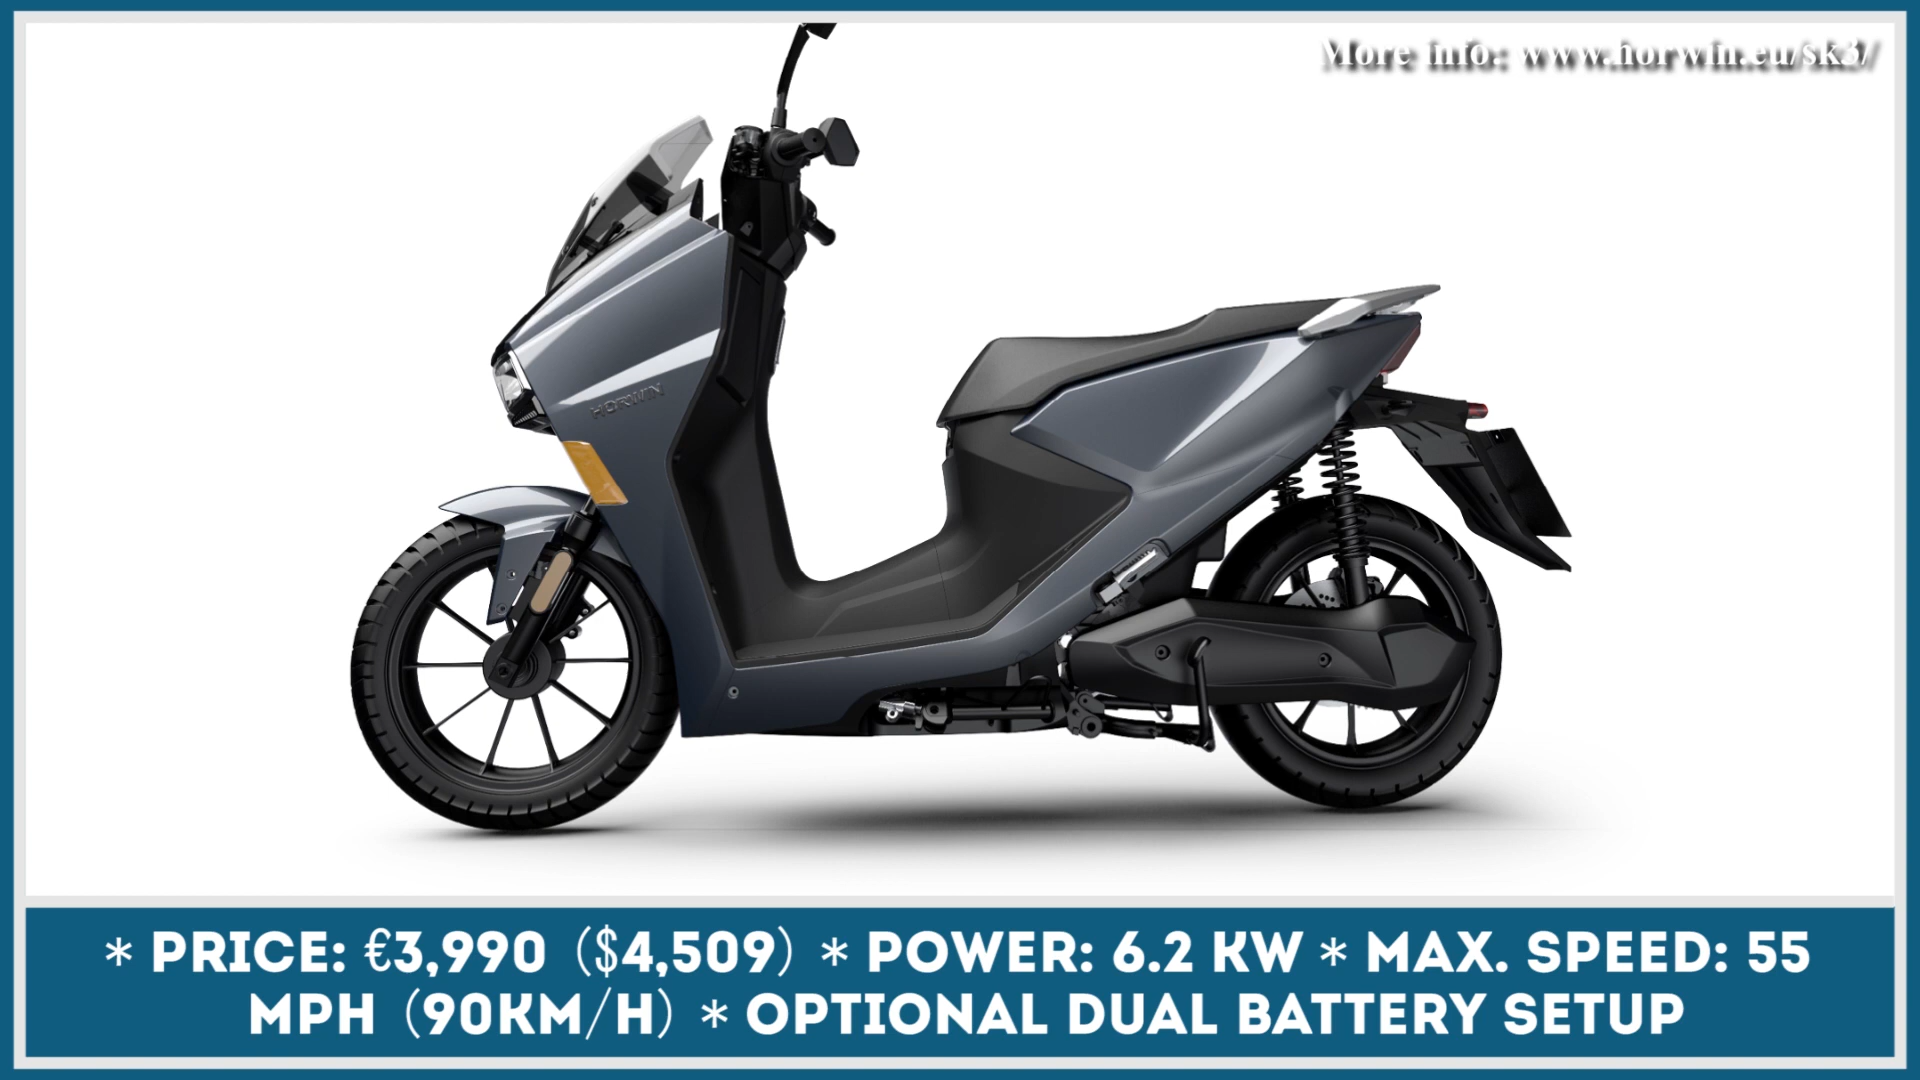 More info: www.horwin.eu/sk3/
HORWIN
* PRICE: €3,990 ($4,509) * POWER: 6.2 KW * MAX. SPEED: 55
MPH (90KM/H) * OPTIONAL DUAL BATTERY SETUP